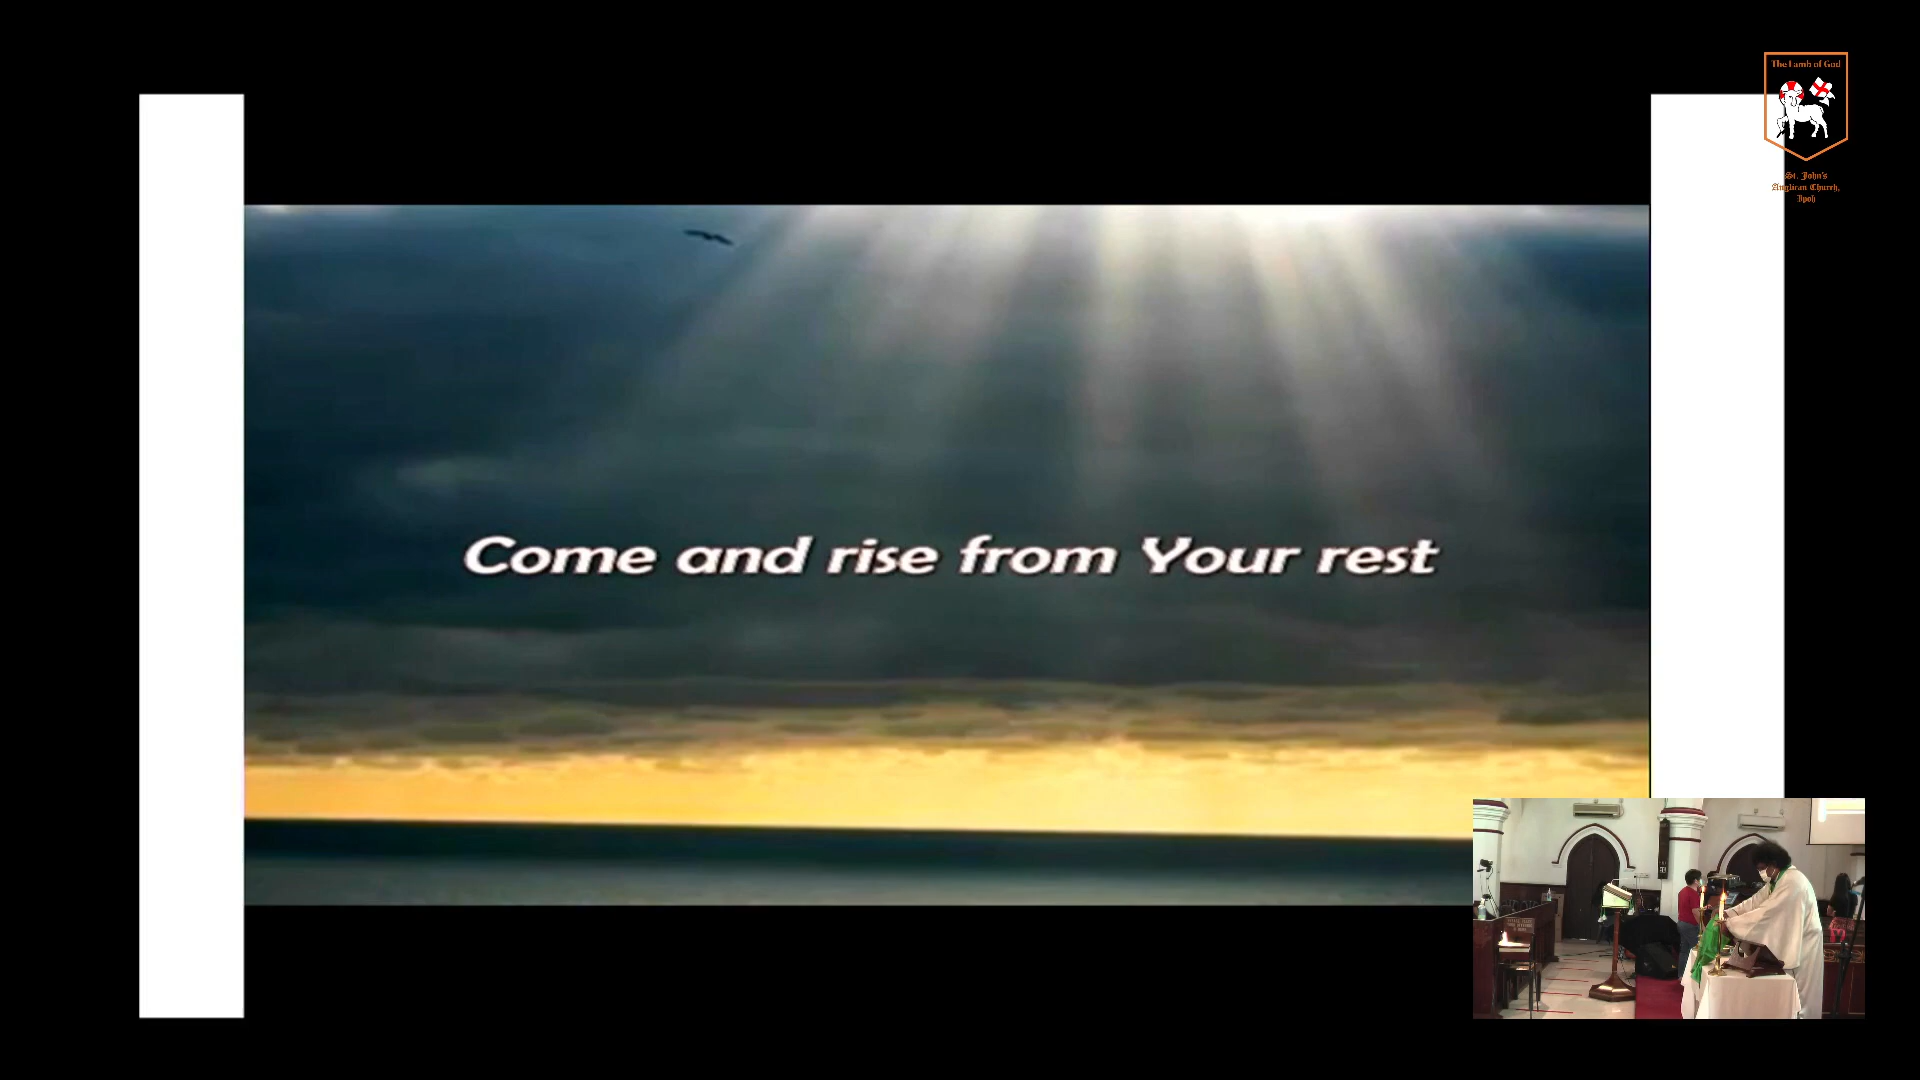 The Lamb of God
St. John's
Anglican Church,
Ipoh
Come and rise from Your rest